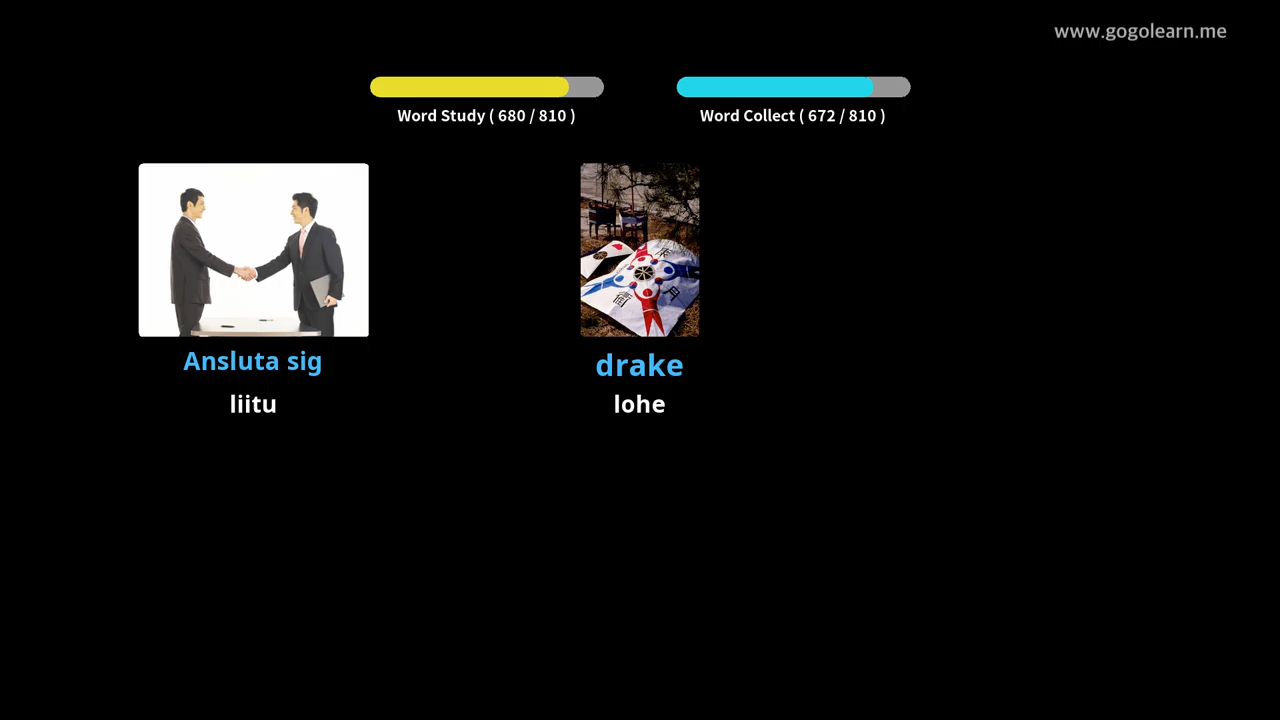 www.gogolearn.me
Word Study ( 680 / 810 )
Word Collect ( 672 / 810 )
Ansluta sig
drake
liitu
lohe